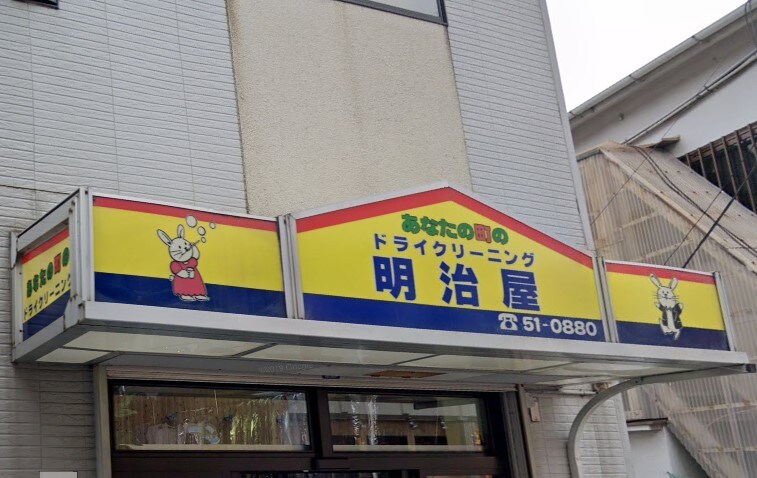 あなたの町の
ドライクリーニング
明治屋
☎51-0880
あなたの町の
ドライクリーニング